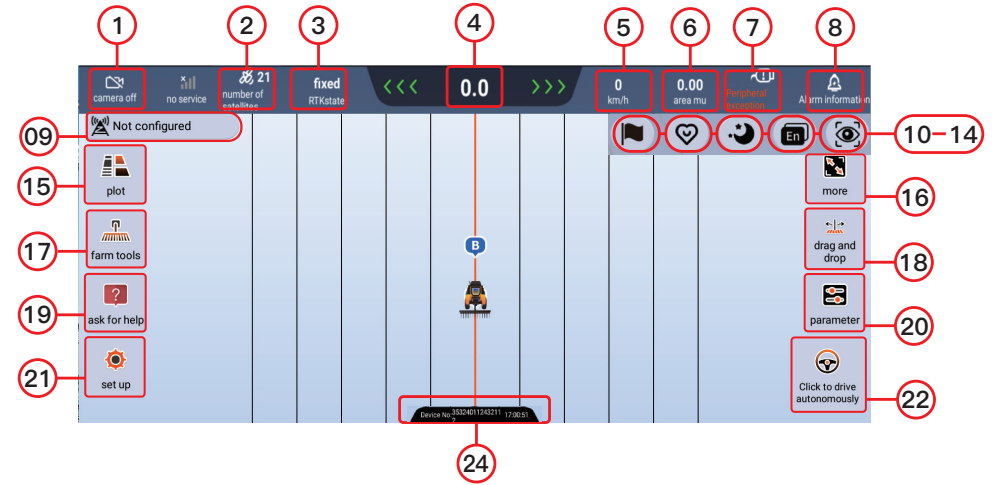 1
2
3
4
5
6
7
8
camera off
no service
21
number of
satellites
fixed
RTKstate
<<<
0.0
>>>
0
km/h
0.00
area mu
Peripheral
exception
Alarm information
09
Not configured
En
10-14
15
plot
more
16
17
farm tools
drag and
drop
18
B
19
?
ask for help
parameter
20
21
set up
Click to drive
autonomously
22
Device No:
35324011243211
17:00:51
24